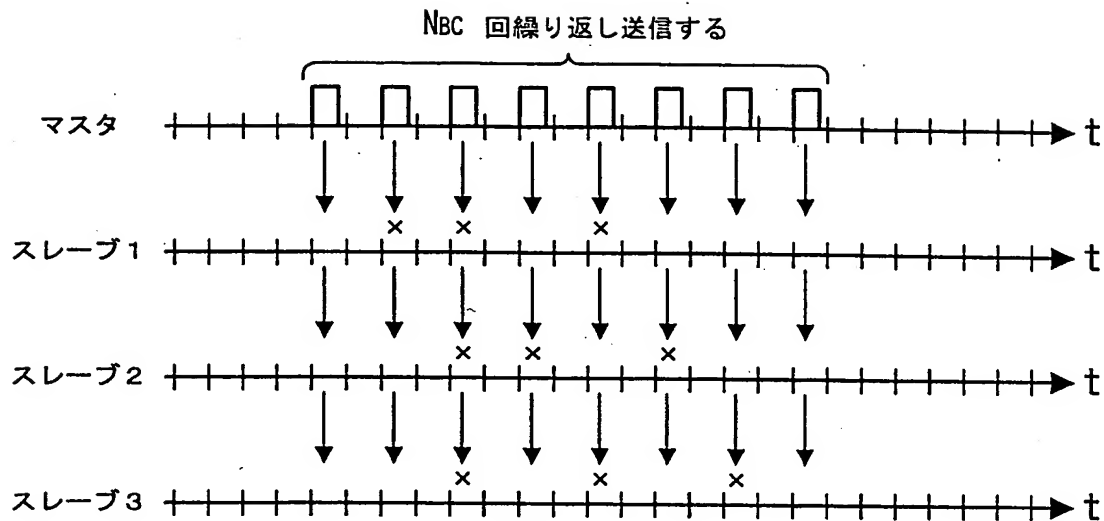 NBC 回繰り返し送信する
マスタ
t
× × ×
スレーブ1
t
× × ×
スレーブ2
t
× × ×
スレーブ3
t